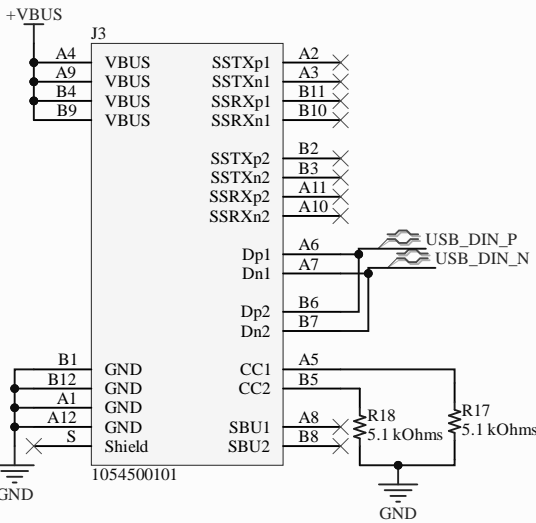 +VBUS
J3
A4 VBUS SSTXp1 A2
A9 VBUS SSTXn1 A3
B4 VBUS SSRXp1 B11
B9 VBUS SSRXn1 B10
SSTXp2 B2
SSTXn2 B3
SSRXp2 A11
SSRXn2 A10
USB_DIN_P
Dp1 A6
USB_DIN_N
Dn1 A7
Dp2 B6
Dn2 B7
B1 GND CC1 A5
B12 GND CC2 B5
A1 GND
A12 GND SBU1 A8
S Shield SBU2 B8
R18
5.1 kOhms
R17
5.1 kOhms
1054500101
GND
GND